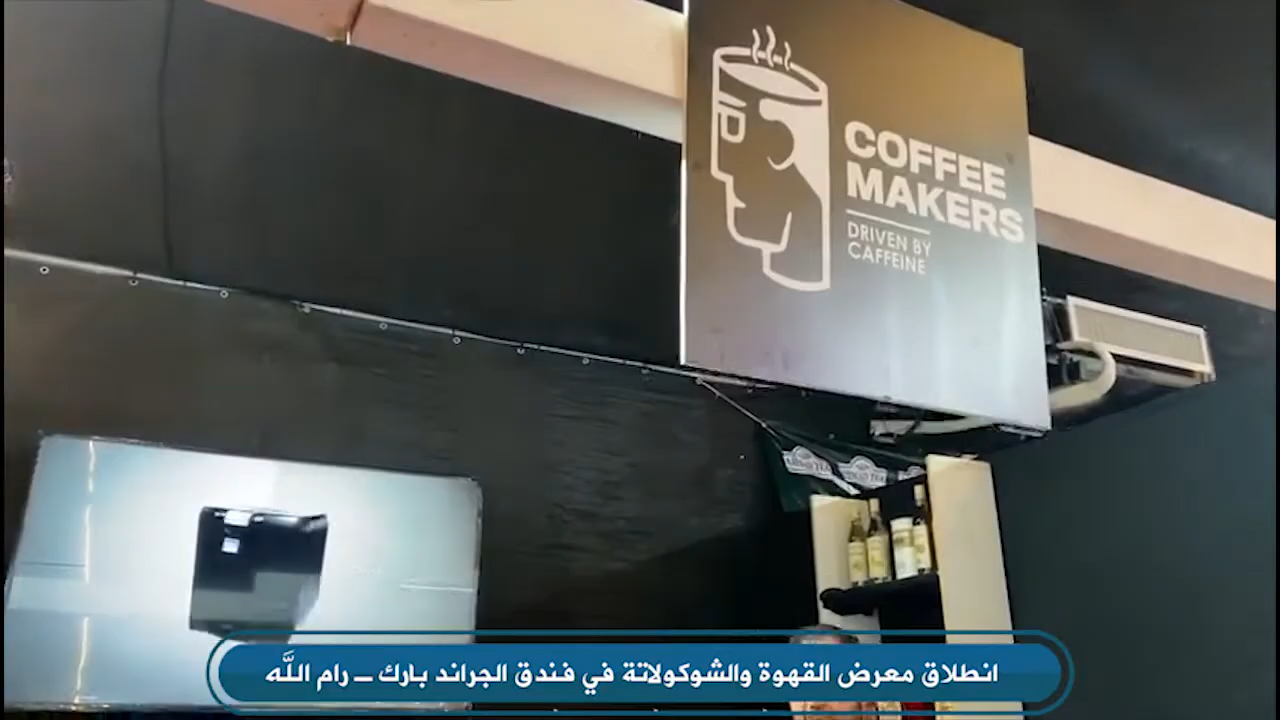 COFFEE
MAKERS
DRIVEN BY
CAFFEINE
انطلاق معرض القهوة والشوكولاتة في فندق الجراند بارك – رام اللَّه